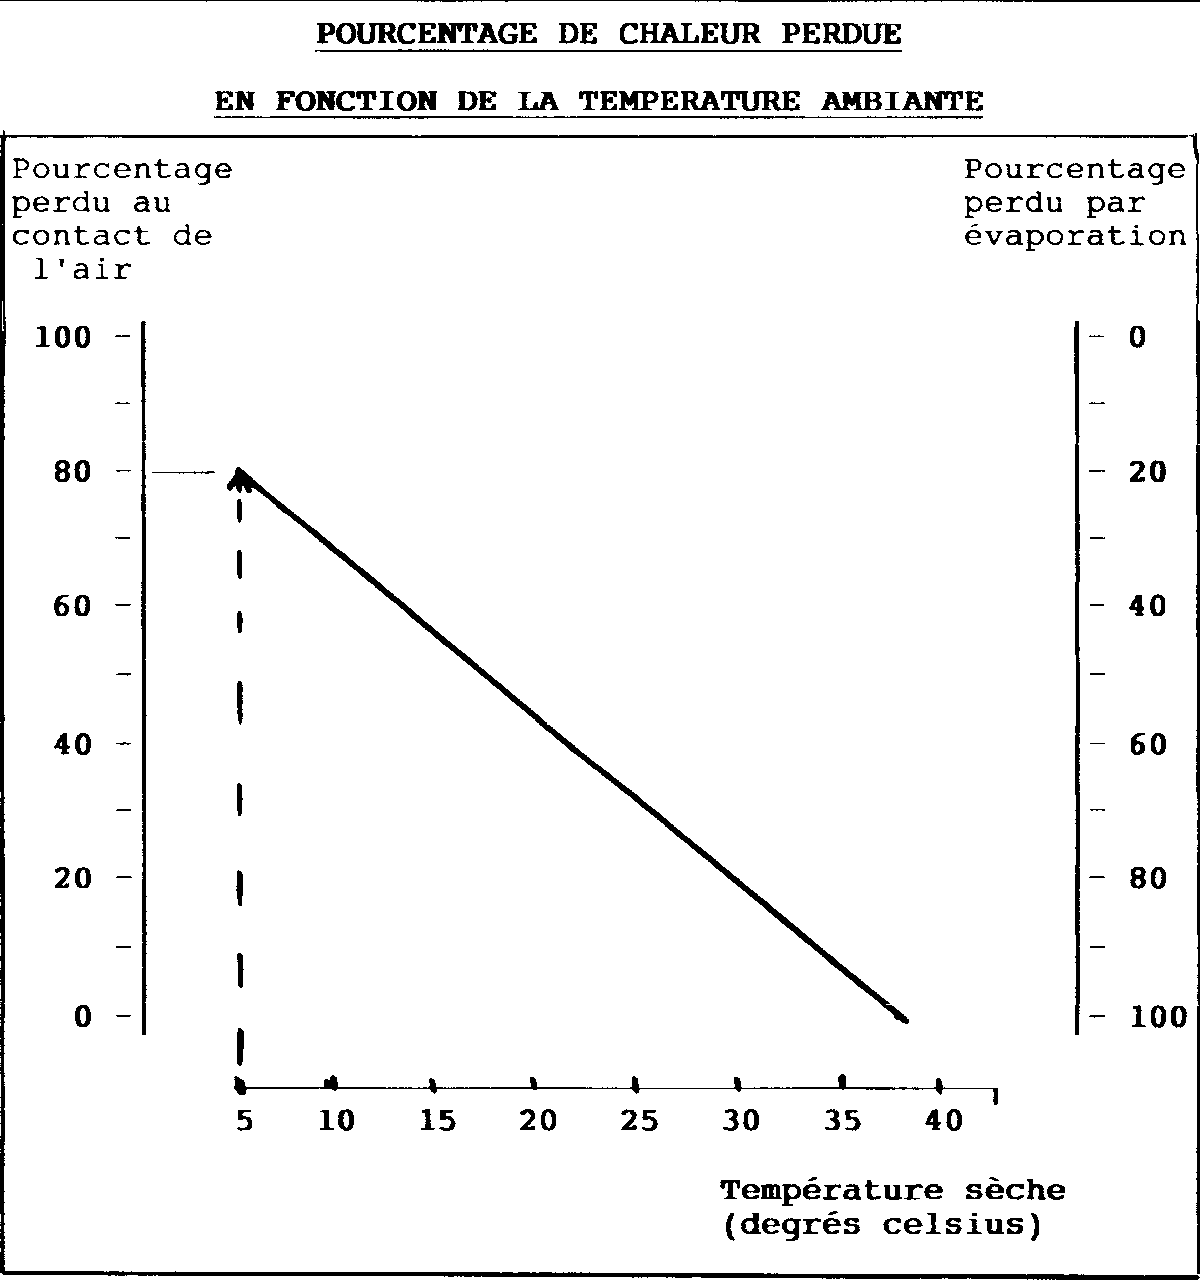 POURCENTAGE DE CHALEUR PERDUE
EN FONCTION DE LA TEMPERATURE AMBIANTE
Pourcentage
perdu au
contact de
l'air
Pourcentage
perdu par
évaporation
100
80
60
40
20
0
0
20
40
60
80
100
5 10 15 20 25 30 35 40
Température sèche
(degrés celsius)